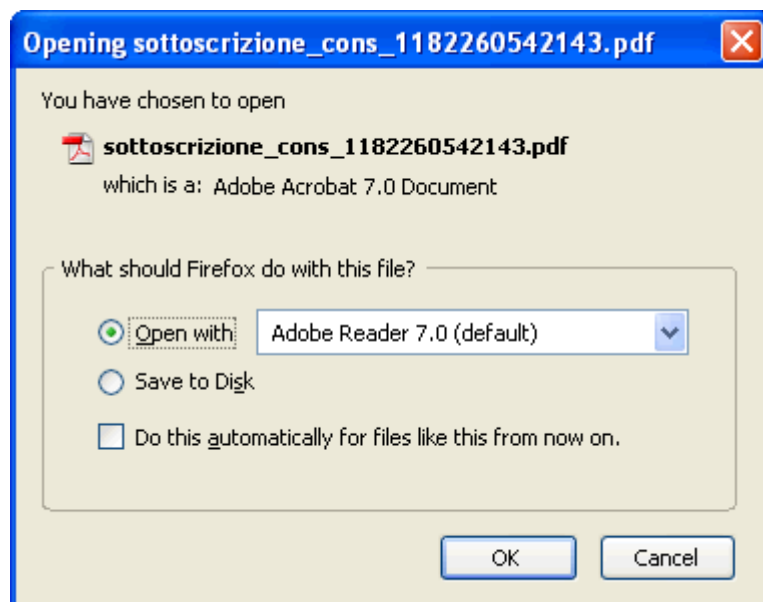 Opening sottoscrizione_cons_1182260542143.pdf
You have chosen to open
sottoscrizione_cons_1182260542143.pdf
which is a: Adobe Acrobat 7.0 Document
What should Firefox do with this file?
Open with Adobe Reader 7.0 (default)
Save to Disk
Do this automatically for files like this from now on.
OK Cancel